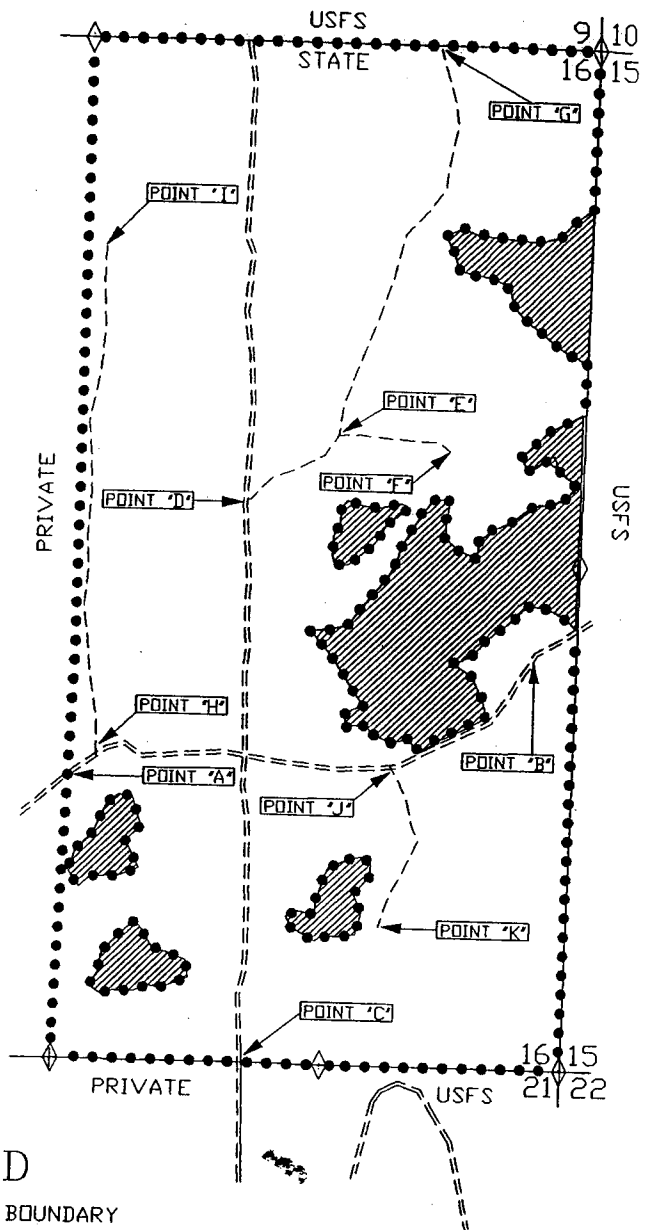 USFS
9 10
STATE
16 15
POINT "G"
POINT "I"
POINT "E"
POINT "F"
POINT "D"
PRIVATE
USFS
POINT "H"
POINT "B"
POINT "A"
POINT "J"
POINT "K"
POINT "C"
16 15
PRIVATE
USFS
21 22
D
BOUNDARY